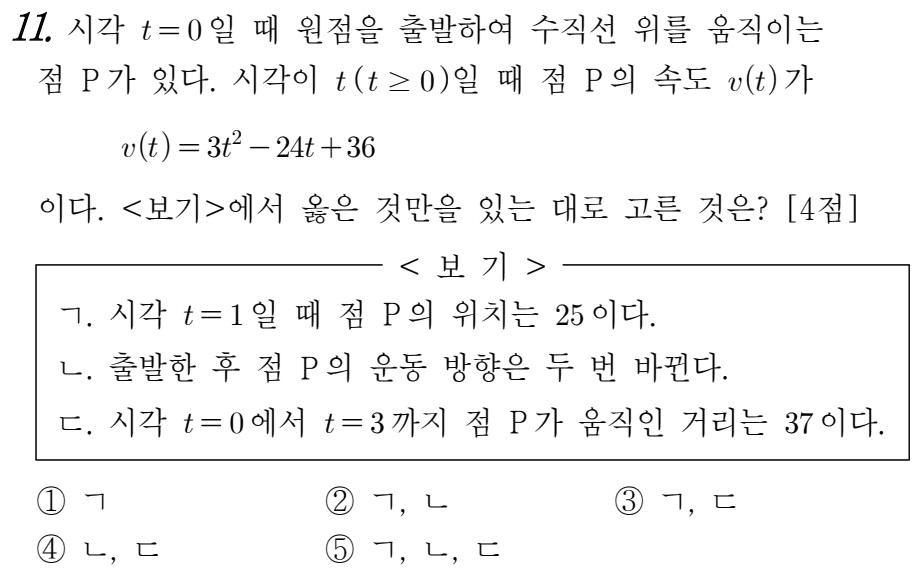 11. 시각 t=0일 때 원점을 출발하여 수직선 위를 움직이는
점 P가 있다. 시각이 t(t≥0)일 때 점 P의 속도 v(t)가
v(t)=3t²-24t+36
이다. <보기>에서 옳은 것만을 있는 대로 고른 것은? [4점]
< 보 기 >
ㄱ. 시각 t=1일 때 점 P의 위치는 25이다.
ㄴ. 출발한 후 점 P의 운동 방향은 두 번 바뀐다.
ㄷ. 시각 t=0에서 t=3까지 점 P가 움직인 거리는 37이다.
① ㄱ ② ㄱ, ㄴ ③ ㄱ, ㄷ
④ ㄴ, ㄷ ⑤ ㄱ, ㄴ, ㄷ